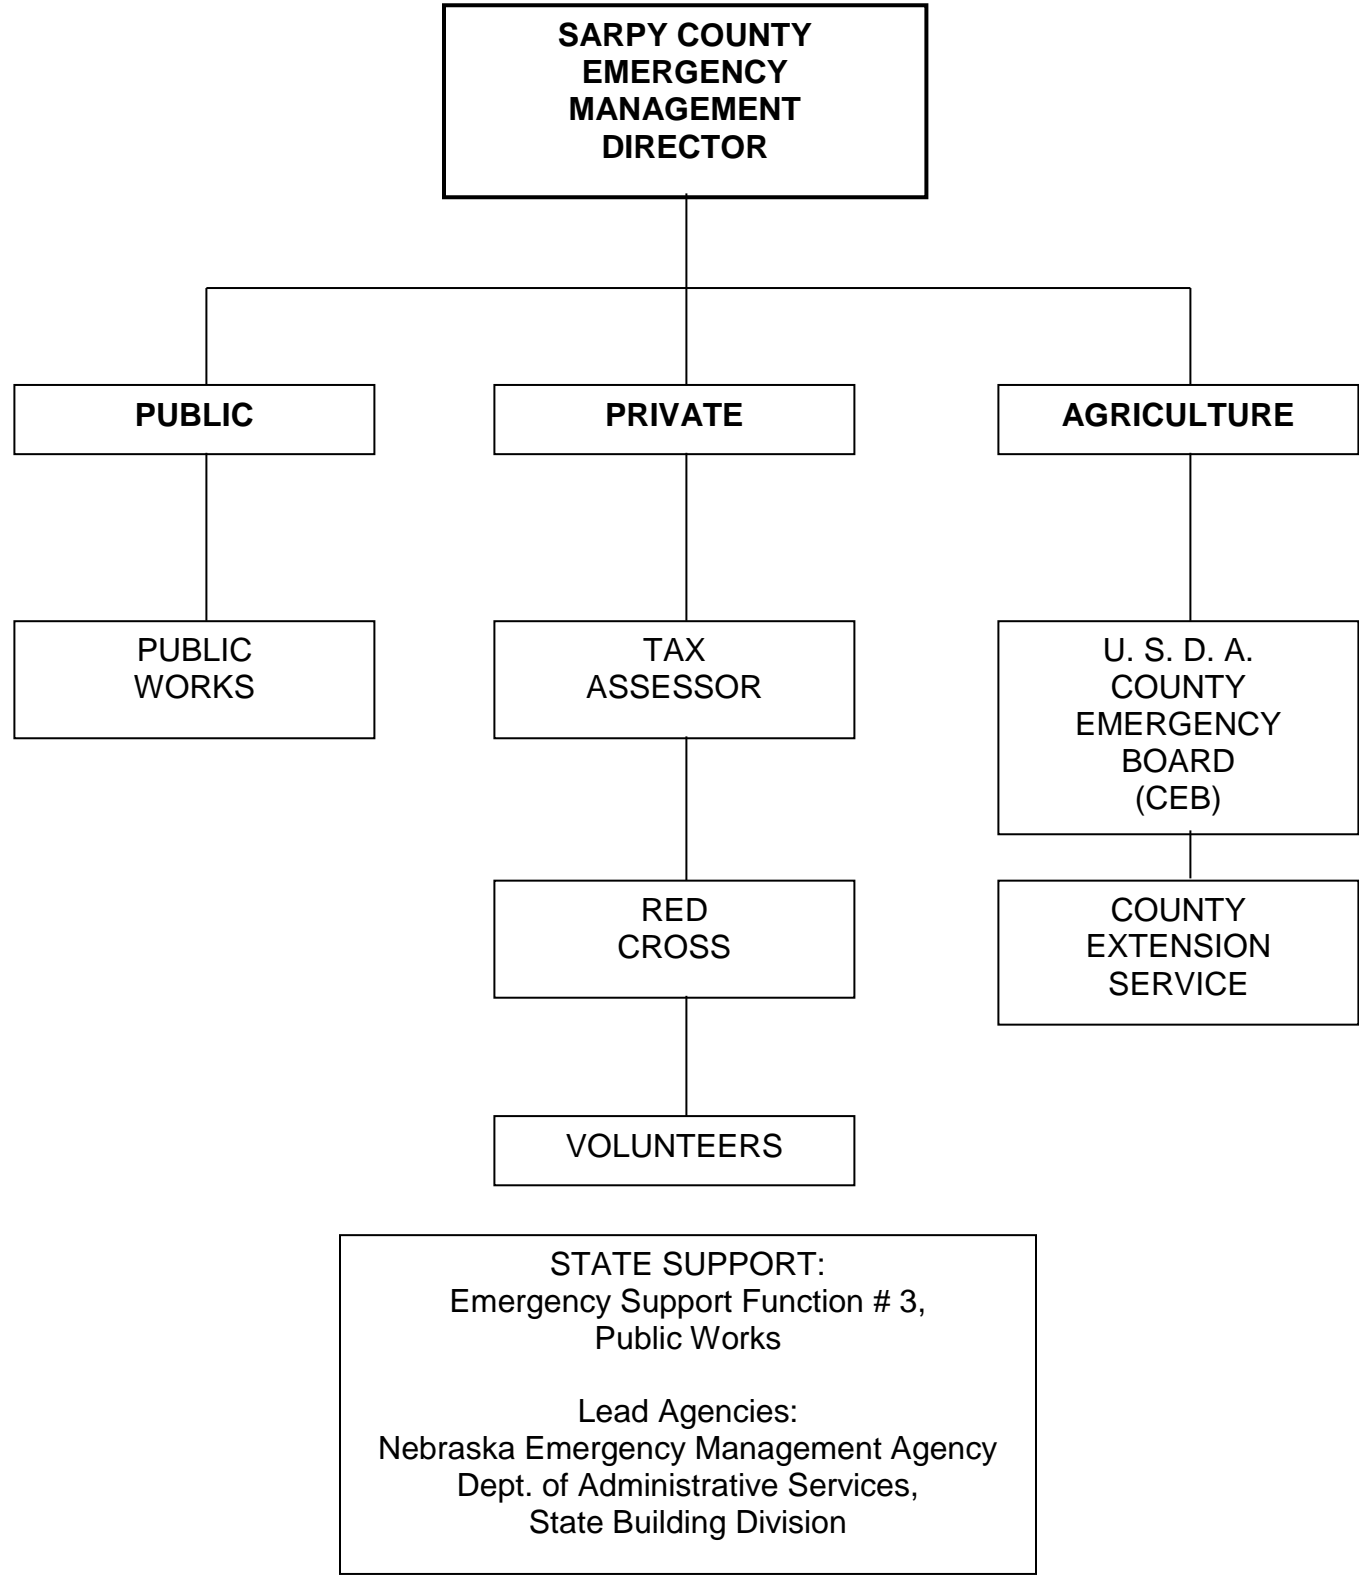 SARPY COUNTY
EMERGENCY
MANAGEMENT
DIRECTOR
PUBLIC
PRIVATE
AGRICULTURE
PUBLIC
WORKS
TAX
ASSESSOR
U. S. D. A.
COUNTY
EMERGENCY
BOARD
(CEB)
RED
CROSS
COUNTY
EXTENSION
SERVICE
VOLUNTEERS
STATE SUPPORT:
Emergency Support Function # 3,
Public Works
Lead Agencies:
Nebraska Emergency Management Agency
Dept. of Administrative Services,
State Building Division